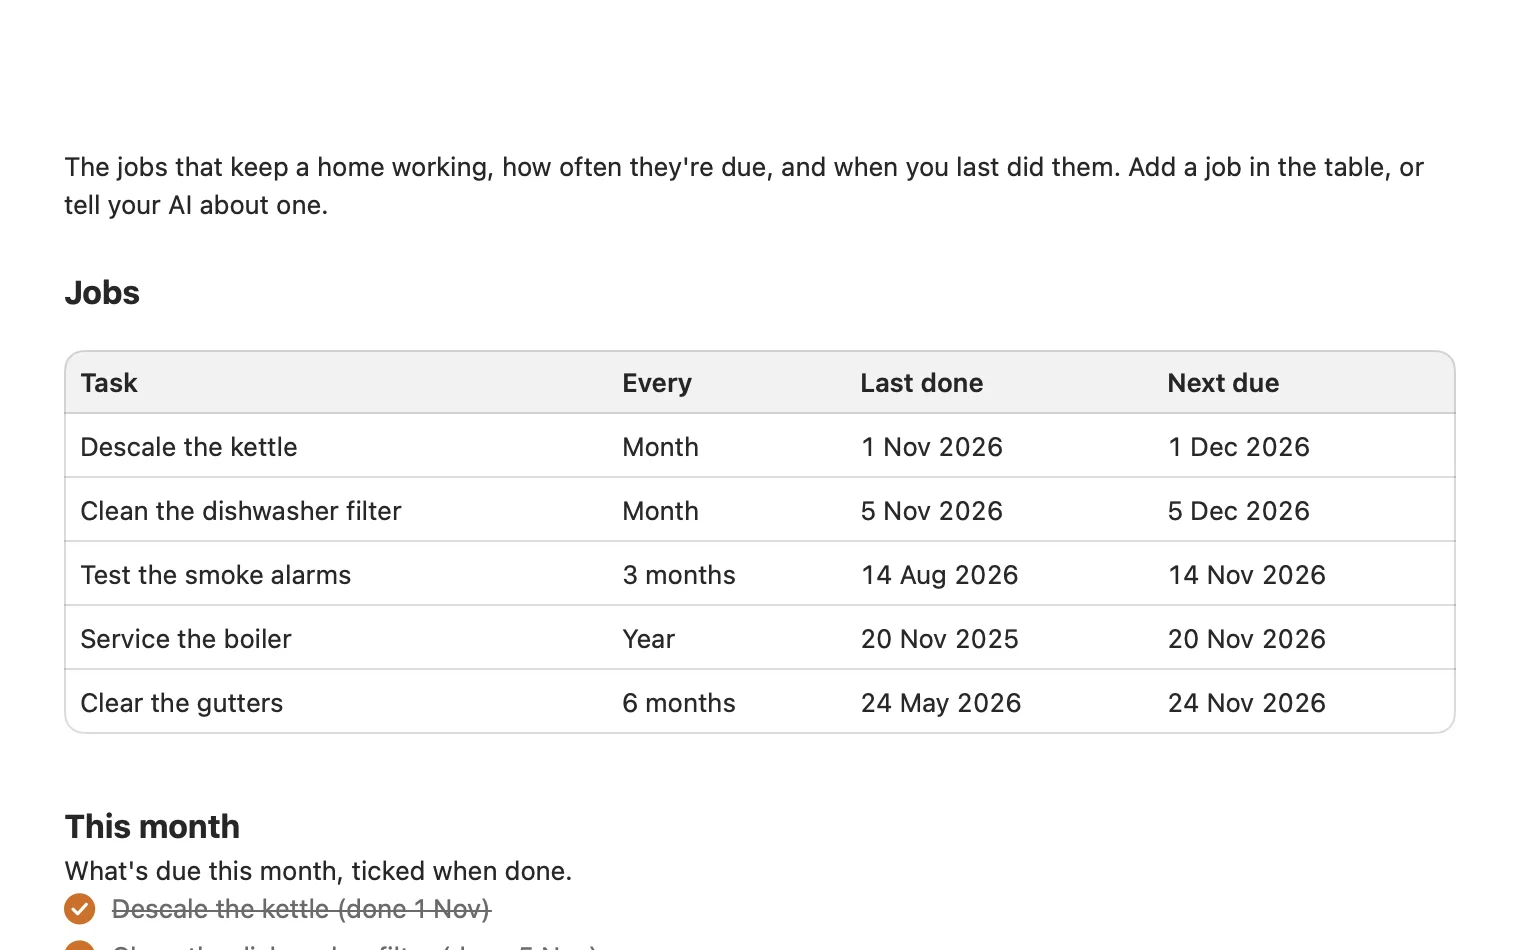 The jobs that keep a home working, how often they're due, and when you last did them. Add a job in the table, or
tell your AI about one.
Jobs
Task Every Last done Next due
Descale the kettle Month 1 Nov 2026 1 Dec 2026
Clean the dishwasher filter Month 5 Nov 2026 5 Dec 2026
Test the smoke alarms 3 months 14 Aug 2026 14 Nov 2026
Service the boiler Year 20 Nov 2025 20 Nov 2026
Clear the gutters 6 months 24 May 2026 24 Nov 2026
This month
What's due this month, ticked when done.
Descale the kettle (done 1 Nov)